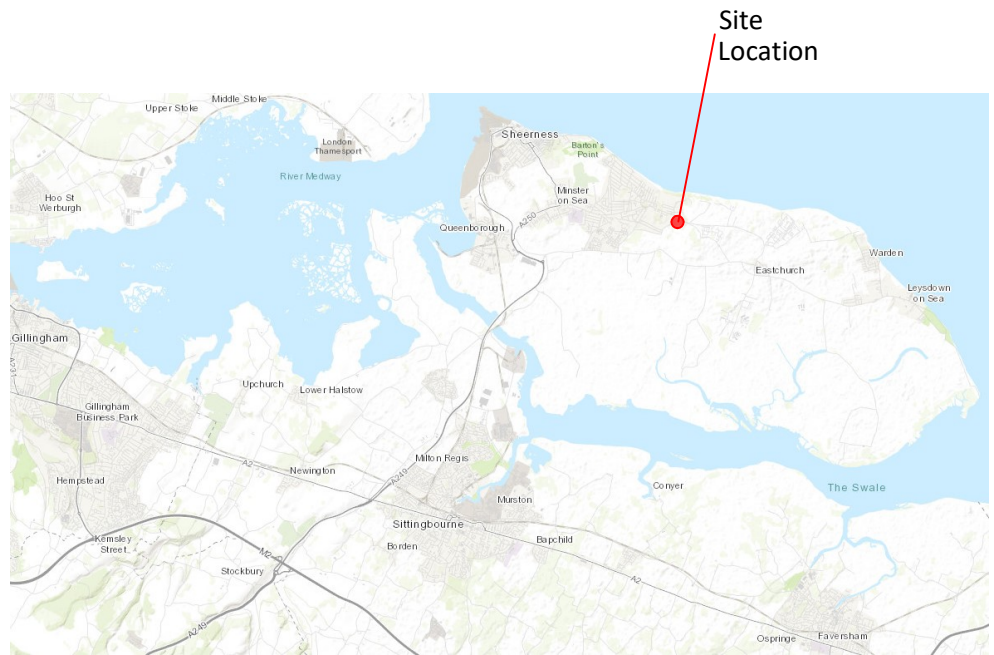 Site
Location
Middle Stoke
Upper Stoke
London
Thamesport
Sheerness
Barton's
Point
River Medway
Hoo St
Werburgh
Minster
on Sea
A250
Queenborough
Warden
Eastchurch
Leysdown
on Sea
Gillingham
A231
Upchurch
Lower Halstow
Gillingham
Business Park
A2
Newington
A249
Milton Regis
Hempstead
Conyer
The Swale
Murston
Sittingbourne
Bapchild
Borden
Kemsley
Street
M2
Stockbury
A2
A249
Ospringe
Faversham